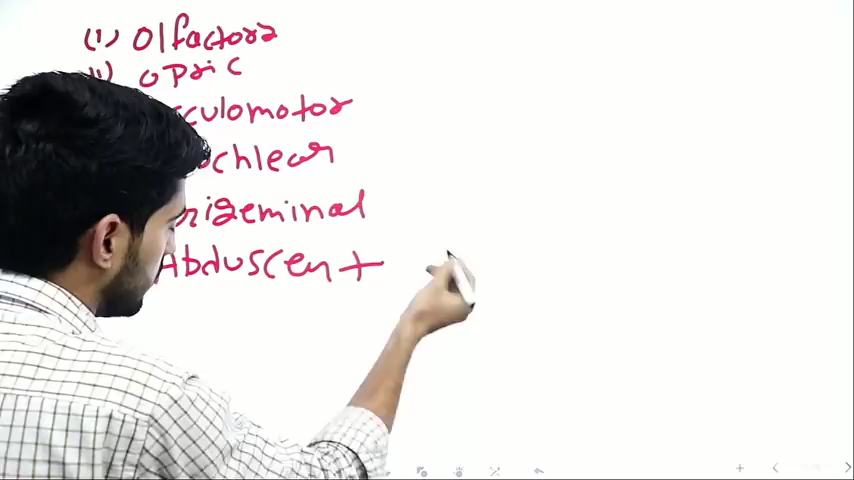 (1) Olfactory
optic
culomotor
ochlear
rigeminal
Abduscent